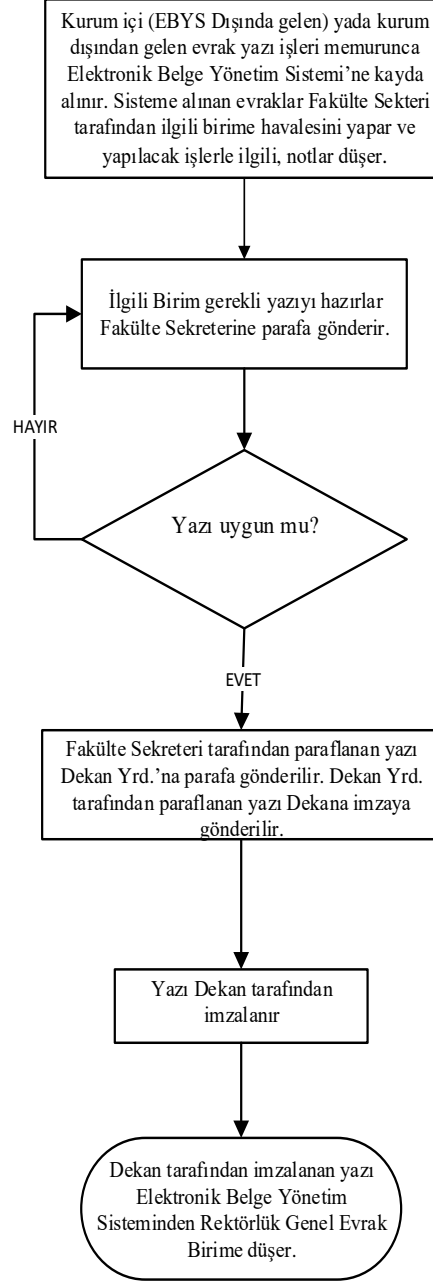 Kurum içi (EBYS Dışında gelen) yada kurum
dışından gelen evrak yazı işleri memurunca
Elektronik Belge Yönetim Sistemi’ne kayda
alınır. Sisteme alınan evraklar Fakülte Sekteri
tarafından ilgili birime havalesini yapar ve
yapılacak işlerle ilgili, notlar düşer.
İlgili Birim gerekli yazıyı hazırlar
Fakülte Sekreterine parafa gönderir.
HAYIR
Yazı uygun mu?
EVET
Fakülte Sekreteri tarafından paraflanan yazı
Dekan Yrd.’na parafa gönderilir. Dekan Yrd.
tarafından paraflanan yazı Dekana imzaya
gönderilir.
Yazı Dekan tarafından
imzalanır
Dekan tarafından imzalanan yazı
Elektronik Belge Yönetim
Sisteminden Rektörlük Genel Evrak
Birime düşer.